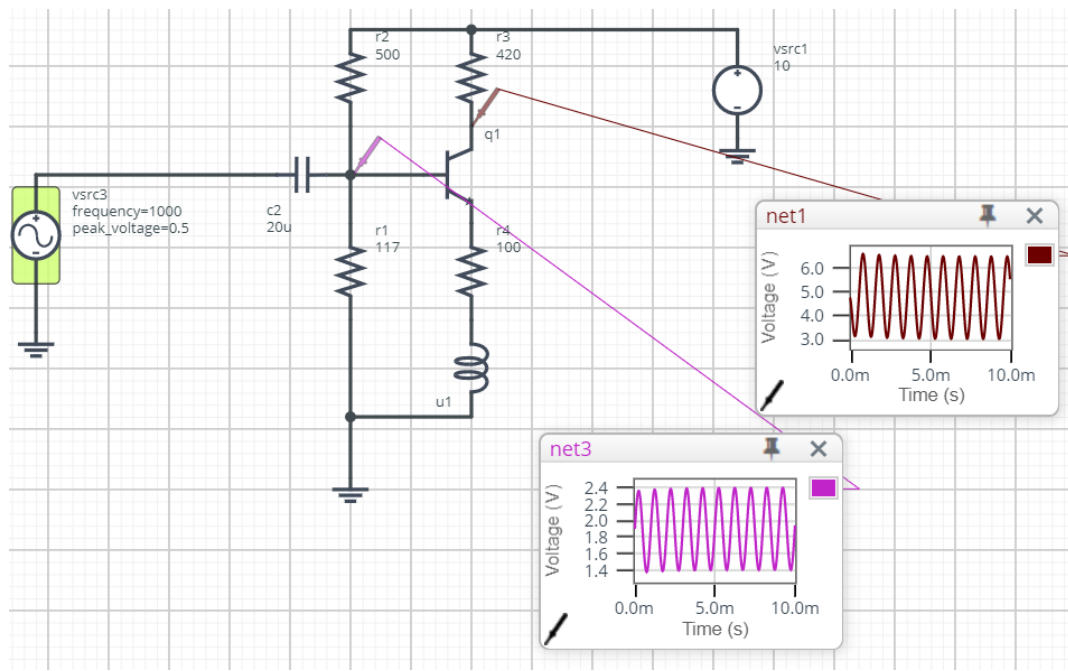 r2
500
r3
420
vsrc1
10
q1
vsrc3
frequency=1000
peak_voltage=0.5
c2
20u
r1
117
r4
100
u1
net1
Voltage (V)
6.0
5.0
4.0
3.0
0.0m 5.0m 10.0m
Time (s)
net3
Voltage (V)
2.4
2.2
2.0
1.8
1.6
1.4
0.0m 5.0m 10.0m
Time (s)